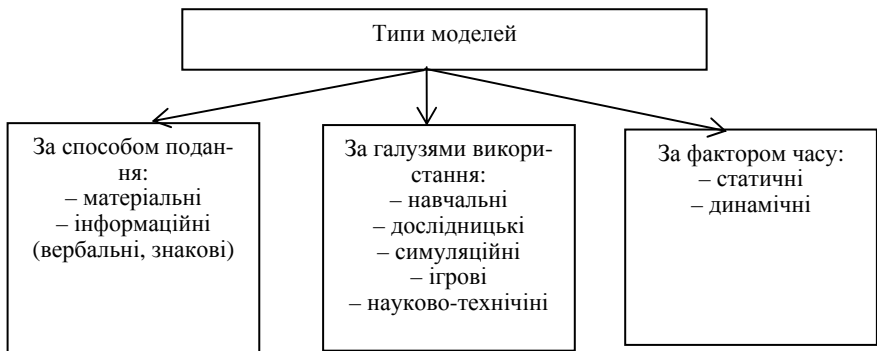 Типи моделей
За способом подан-
ня:
– матеріальні
– інформаційні
(вербальні, знакові)
За галузями викори-
стання:
– навчальні
– дослідницькі
– симуляційні
– ігрові
– науково-технічіні
За фактором часу:
– статичні
– динамічні